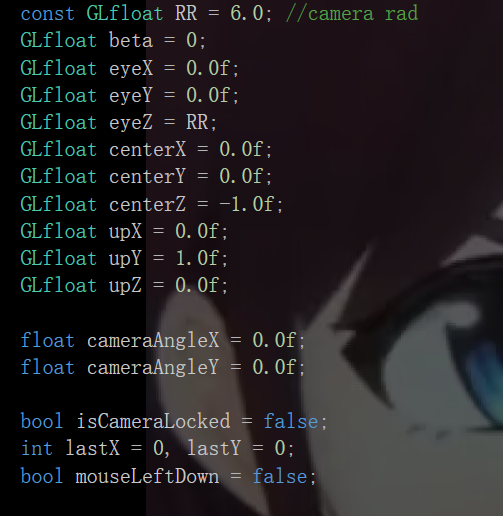 const GLfloat RR = 6.0; //camera rad
GLfloat beta = 0;
GLfloat eyeX = 0.0f;
GLfloat eyeY = 0.0f;
GLfloat eyeZ = RR;
GLfloat centerX = 0.0f;
GLfloat centerY = 0.0f;
GLfloat centerZ = -1.0f;
GLfloat upX = 0.0f;
GLfloat upY = 1.0f;
GLfloat upZ = 0.0f;
float cameraAngleX = 0.0f;
float cameraAngleY = 0.0f;
bool isCameraLocked = false;
int lastX = 0, lastY = 0;
bool mouseLeftDown = false;